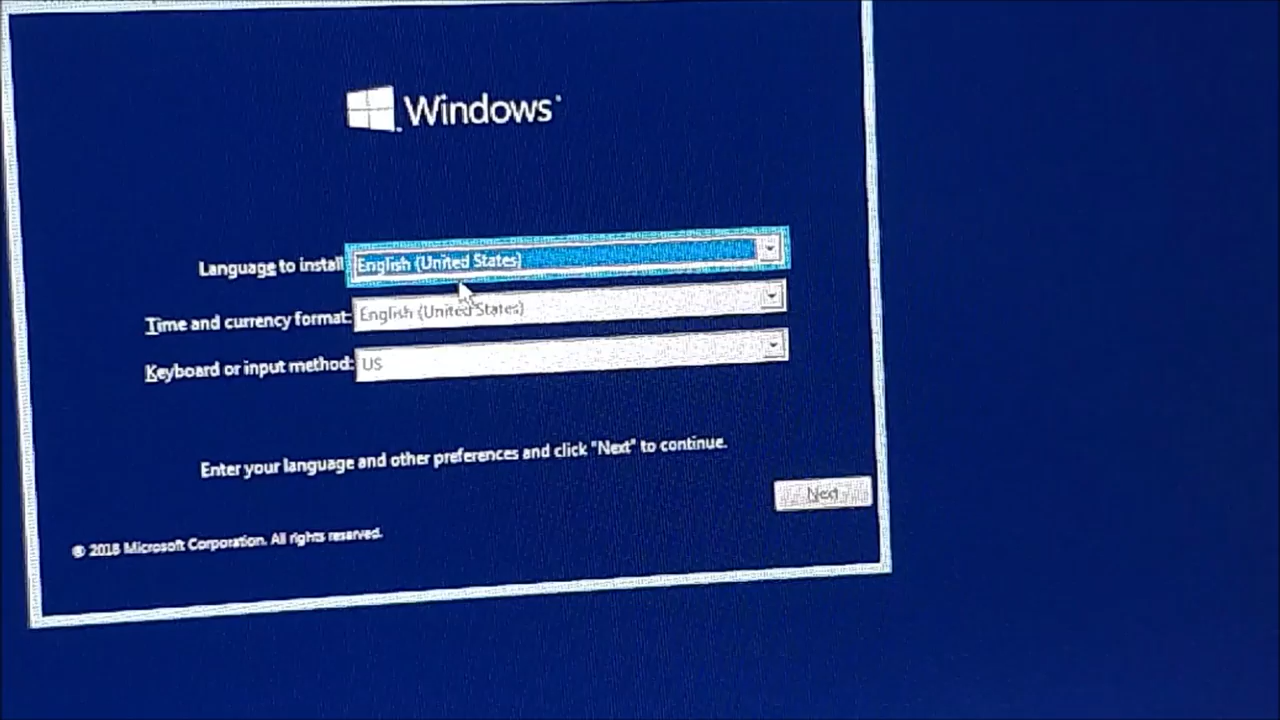 Windows
Language to install: English (United States)
Time and currency format: English (United States)
Keyboard or input method: US
Enter your language and other preferences and click "Next" to continue.
Next
© 2018 Microsoft Corporation. All rights reserved.